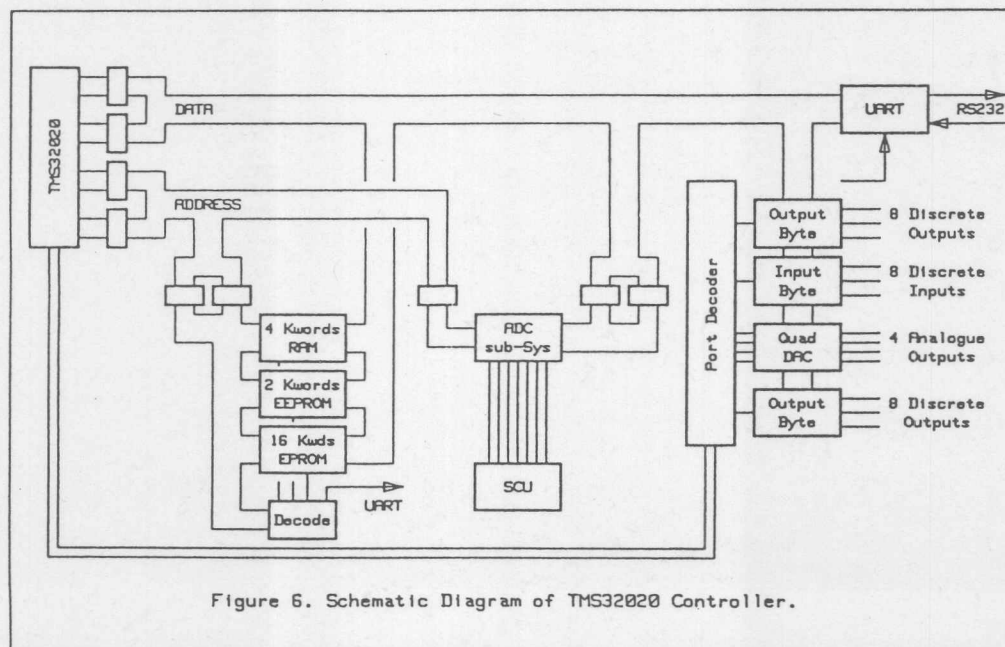 TMS32020
DATA
ADDRESS
UART
RS232
Port Decoder
Output
Byte
8 Discrete
Outputs
Input
Byte
8 Discrete
Inputs
Quad
DAC
4 Analogue
Outputs
Output
Byte
8 Discrete
Outputs
4 Kwords
RAM
2 Kwords
EEPROM
16 Kwds
EPROM
Decode
UART
ADC
sub-Sys
SCU
Figure 6. Schematic Diagram of TMS32020 Controller.